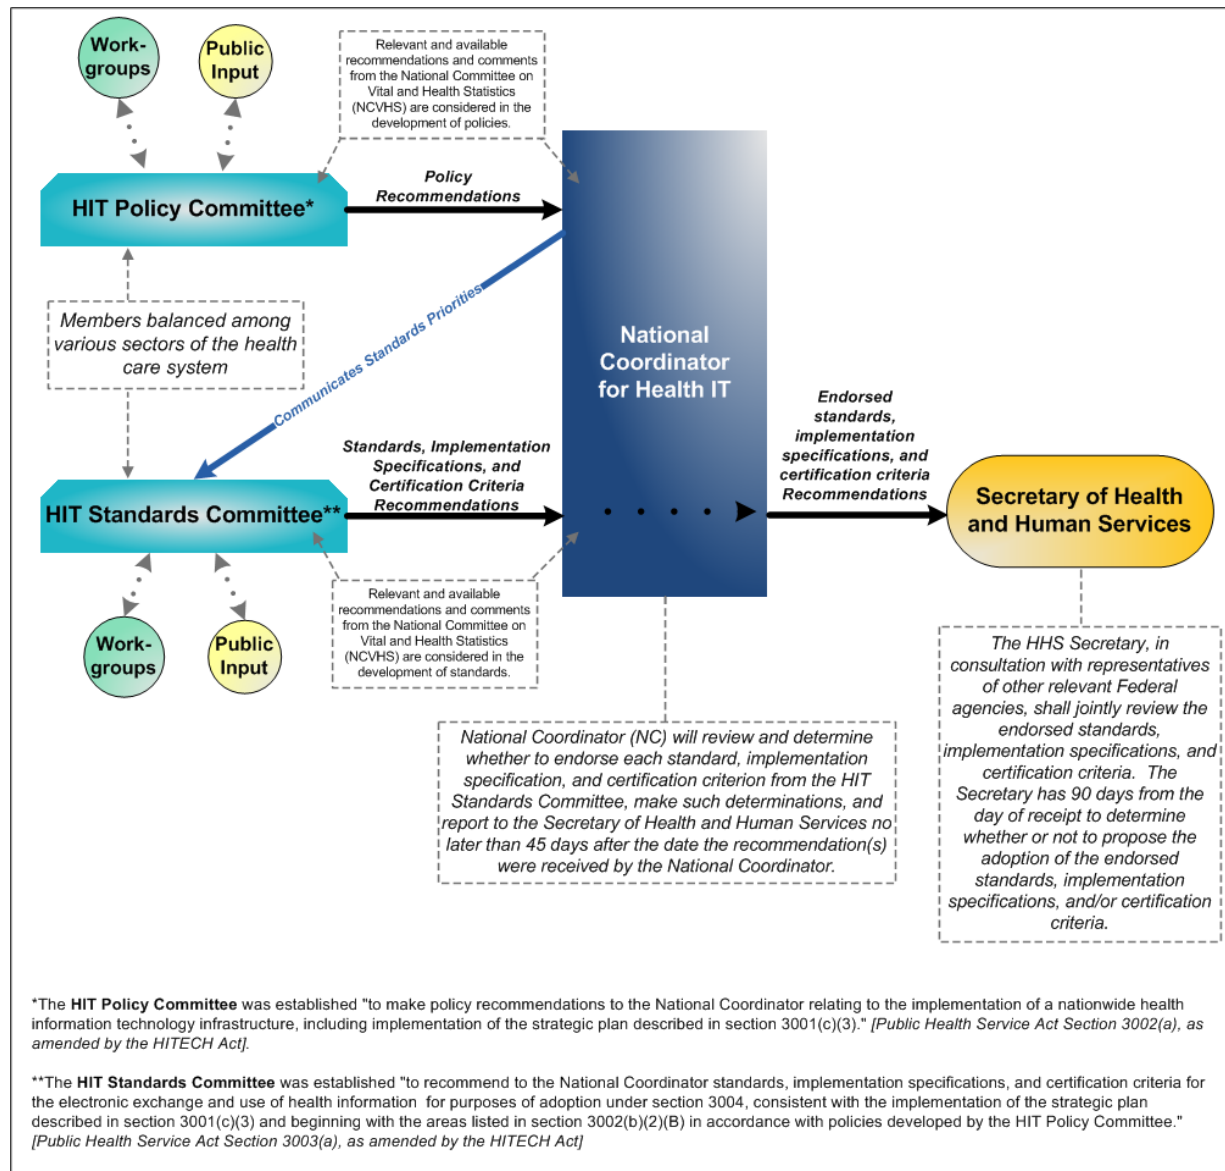 Work-
groups
Public
Input
Relevant and available
recommendations and comments
from the National Committee on
Vital and Health Statistics
(NCVHS) are considered in the
development of policies.
HIT Policy Committee*
Policy
Recommendations
Members balanced among
various sectors of the health
care system
Communicates Standards Priorities
National
Coordinator
for Health IT
Standards, Implementation
Specifications, and
Certification Criteria
Recommendations
Endorsed
standards,
implementation
specifications, and
certification criteria
Recommendations
HIT Standards Committee**
Secretary of Health
and Human Services
Relevant and available
recommendations and comments
from the National Committee on
Vital and Health Statistics
(NCVHS) are considered in the
development of standards.
Work-
groups
Public
Input
National Coordinator (NC) will review and determine
whether to endorse each standard, implementation
specification, and certification criterion from the HIT
Standards Committee, make such determinations, and
report to the Secretary of Health and Human Services no
later than 45 days after the date the recommendation(s)
were received by the National Coordinator.
The HHS Secretary, in
consultation with representatives
of other relevant Federal
agencies, shall jointly review the
endorsed standards,
implementation specifications, and
certification criteria. The
Secretary has 90 days from the
day of receipt to determine
whether or not to propose the
adoption of the endorsed
standards, implementation
specifications, and/or certification
criteria.
*The HIT Policy Committee was established "to make policy recommendations to the National Coordinator relating to the implementation of a nationwide health
information technology infrastructure, including implementation of the strategic plan described in section 3001(c)(3)." [Public Health Service Act Section 3002(a), as
amended by the HITECH Act].
**The HIT Standards Committee was established "to recommend to the National Coordinator standards, implementation specifications, and certification criteria for
the electronic exchange and use of health information for purposes of adoption under section 3004, consistent with the implementation of the strategic plan
described in section 3001(c)(3) and beginning with the areas listed in section 3002(b)(2)(B) in accordance with policies developed by the HIT Policy Committee."
[Public Health Service Act Section 3003(a), as amended by the HITECH Act]